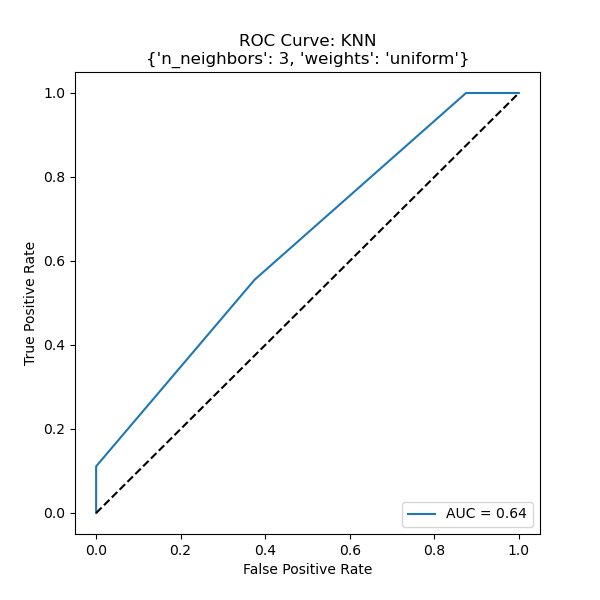 ROC Curve: KNN
{'n_neighbors': 3, 'weights': 'uniform'}
1.0
0.8
0.6
0.4
0.2
0.0
True Positive Rate
AUC = 0.64
0.0 0.2 0.4 0.6 0.8 1.0
False Positive Rate